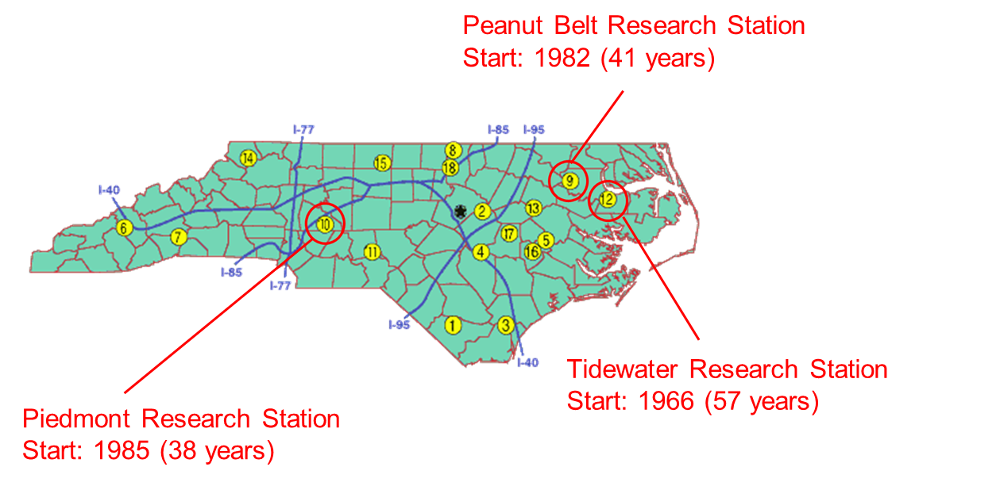 Peanut Belt Research Station
Start: 1982 (41 years)
I-77
I-85
I-95
14
15
8
18
9
I-40
12
6
7
10
2
13
17
5
11
4
16
I-85
I-77
I-95
1
3
I-40
Tidewater Research Station
Start: 1966 (57 years)
Piedmont Research Station
Start: 1985 (38 years)